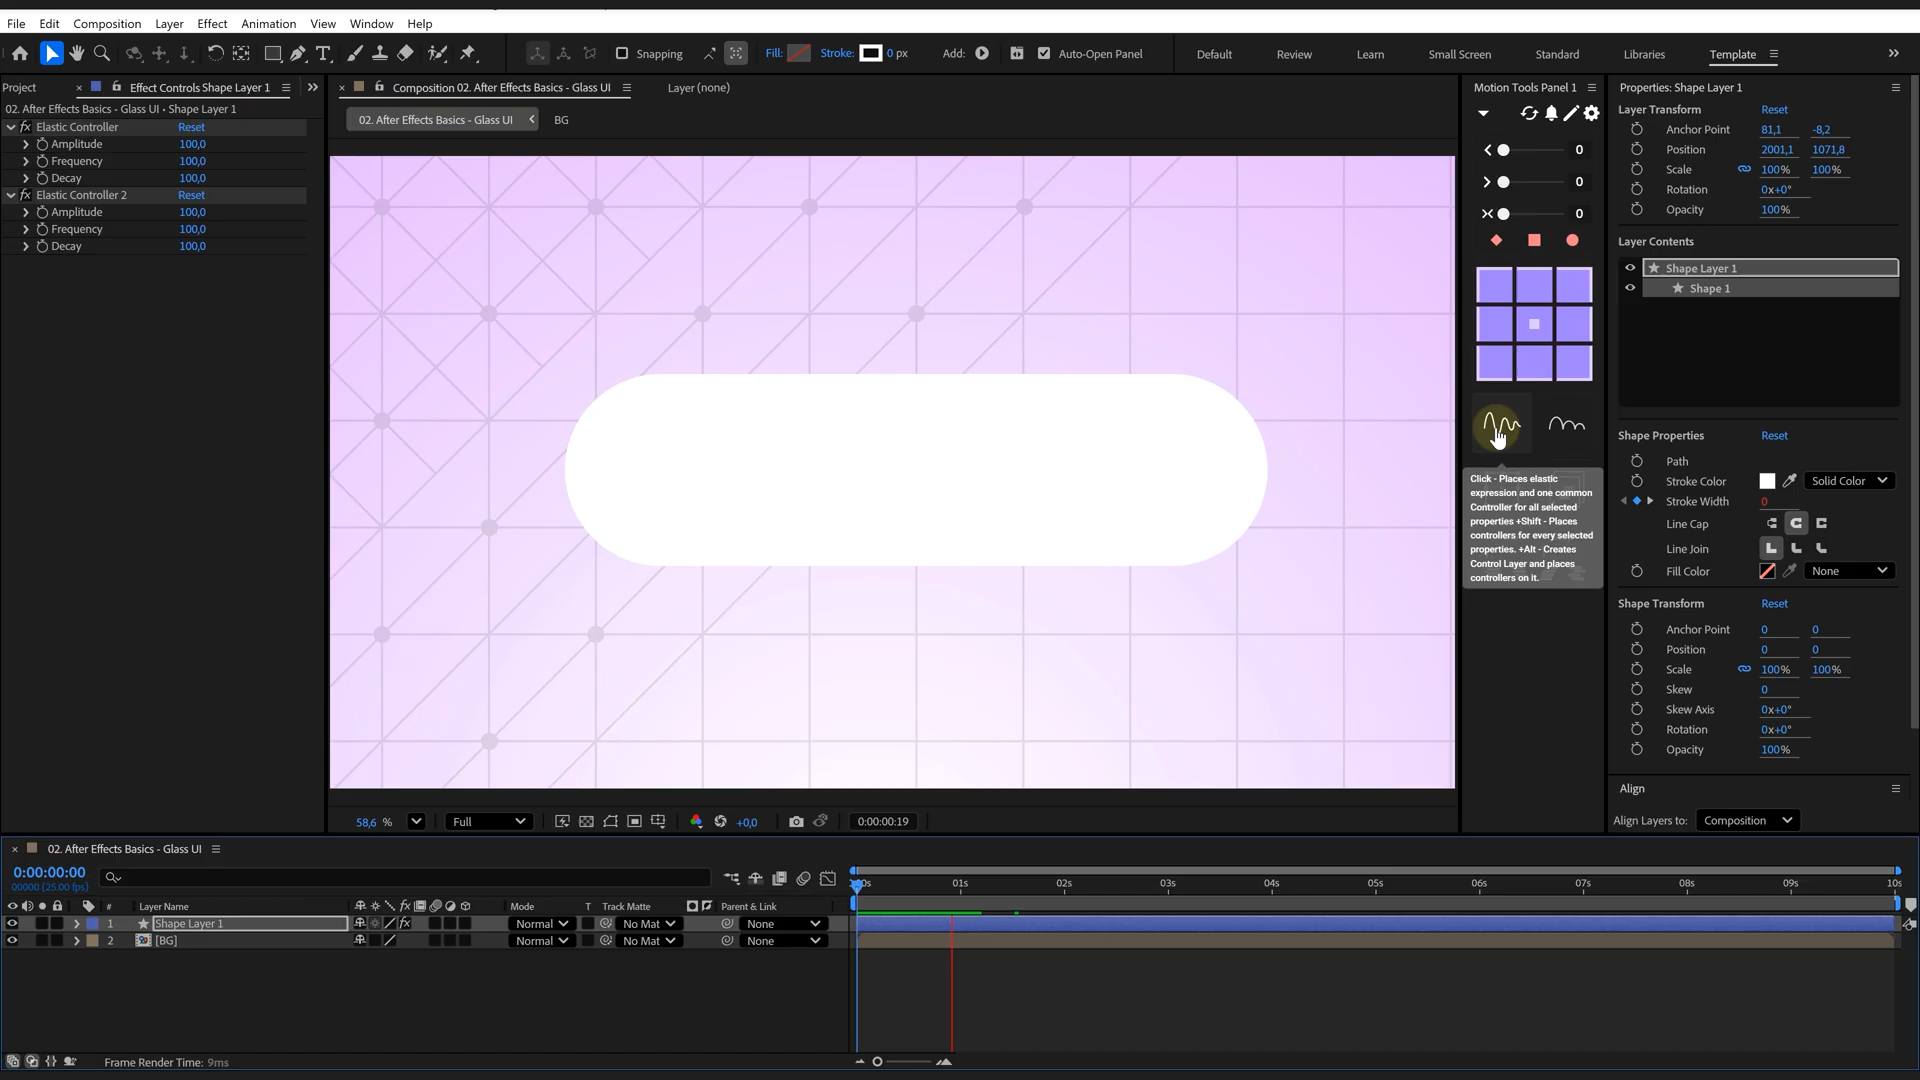 File Edit Composition Layer Effect Animation View Window Help
Snapping Fill: Stroke: 0 px Add: Auto-Open Panel Default Review Learn Small Screen Standard Libraries Template
Project × Effect Controls Shape Layer 1
02. After Effects Basics - Glass UI • Shape Layer 1
fx Elastic Controller Reset
Amplitude 100,0
Frequency 100,0
Decay 100,0
fx Elastic Controller 2 Reset
Amplitude 100,0
Frequency 100,0
Decay 100,0
× Composition 02. After Effects Basics - Glass UI Layer (none)
02. After Effects Basics - Glass UI BG
58,6 % Full +0,0 0:00:00:19
Motion Tools Panel 1
0
0
0
Click - Places elastic
expression and one common
Controller for all selected
properties +Shift - Places
controllers for every selected
properties. +Alt - Creates
Control Layer and places
controllers on it.
Properties: Shape Layer 1
Layer Transform Reset
Anchor Point 81,1 -8,2
Position 2001,1 1071,8
Scale 100% 100%
Rotation 0x+0°
Opacity 100%
Layer Contents
Shape Layer 1
Shape 1
Shape Properties Reset
Path
Stroke Color Solid Color
Stroke Width 0
Line Cap
Line Join
Fill Color None
Shape Transform Reset
Anchor Point 0 0
Position 0 0
Scale 100% 100%
Skew 0
Skew Axis 0x+0°
Rotation 0x+0°
Opacity 100%
Align
Align Layers to: Composition
× 02. After Effects Basics - Glass UI
0:00:00:00
00000 (25.00 fps)
# Layer Name fx Mode T Track Matte Parent & Link
1 Shape Layer 1 fx Normal No Mat None
2 [BG] Normal No Mat None
01s 02s 03s 04s 05s 06s 07s 08s 09s 10s
Frame Render Time: 9ms